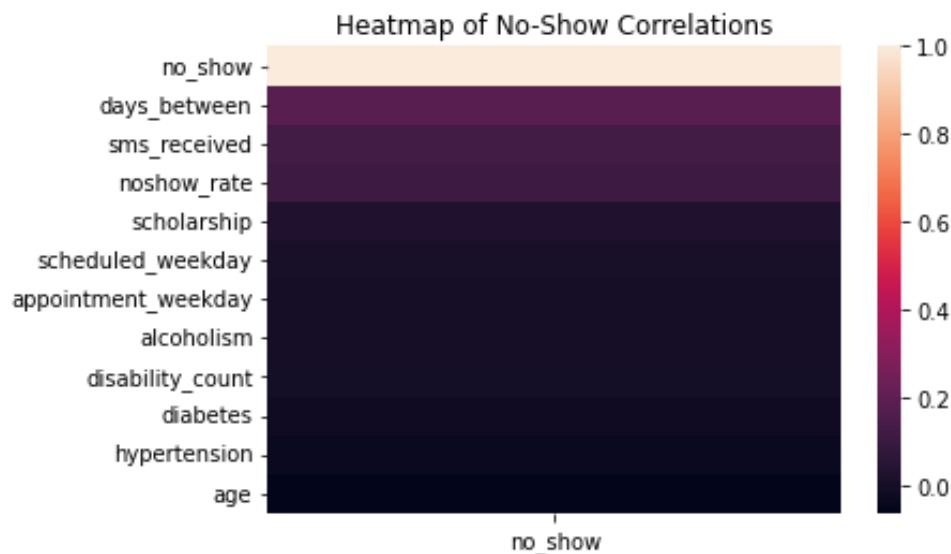 Heatmap of No-Show Correlations
no_show
days_between
sms_received
noshow_rate
scholarship
scheduled_weekday
appointment_weekday
alcoholism
disability_count
diabetes
hypertension
age
no_show
1.0
0.8
0.6
0.4
0.2
0.0